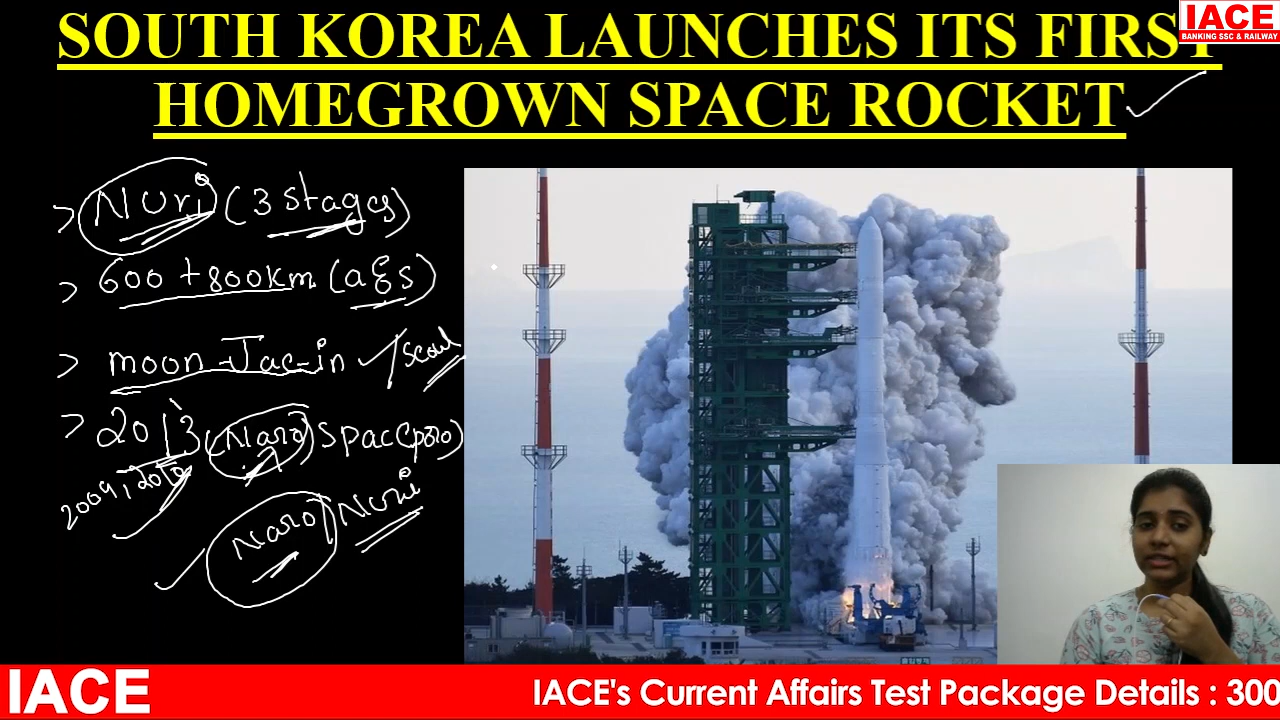 SOUTH KOREA LAUNCHES ITS FIRST
HOMEGROWN SPACE ROCKET
IACE
BANKING SSC & RAILWAY
> Nuri (3 stages)
> 600 + 800km
> moon-Jae-in / Seoul
> 2013 (Naro) space
2009, 2010
Naro / Nuri
IACE
IACE's Current Affairs Test Package Details : 300